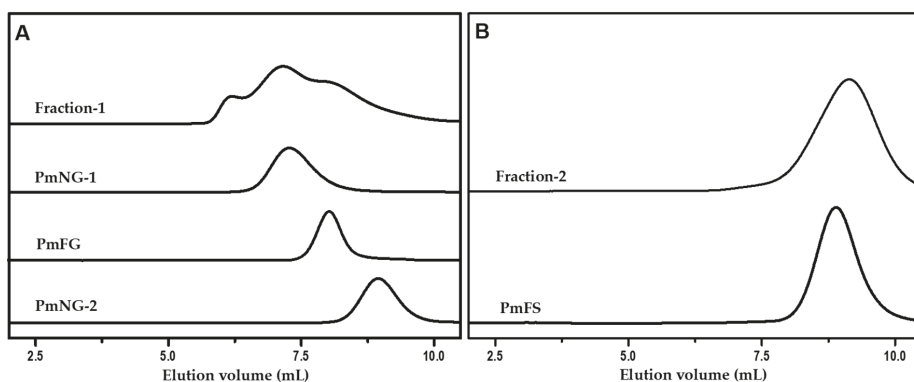 A
Fraction-1
PmNG-1
PmFG
PmNG-2
2.5 5.0 7.5 10.0
Elution volume (mL)
B
Fraction-2
PmFS
2.5 5.0 7.5 10.0
Elution volume (mL)